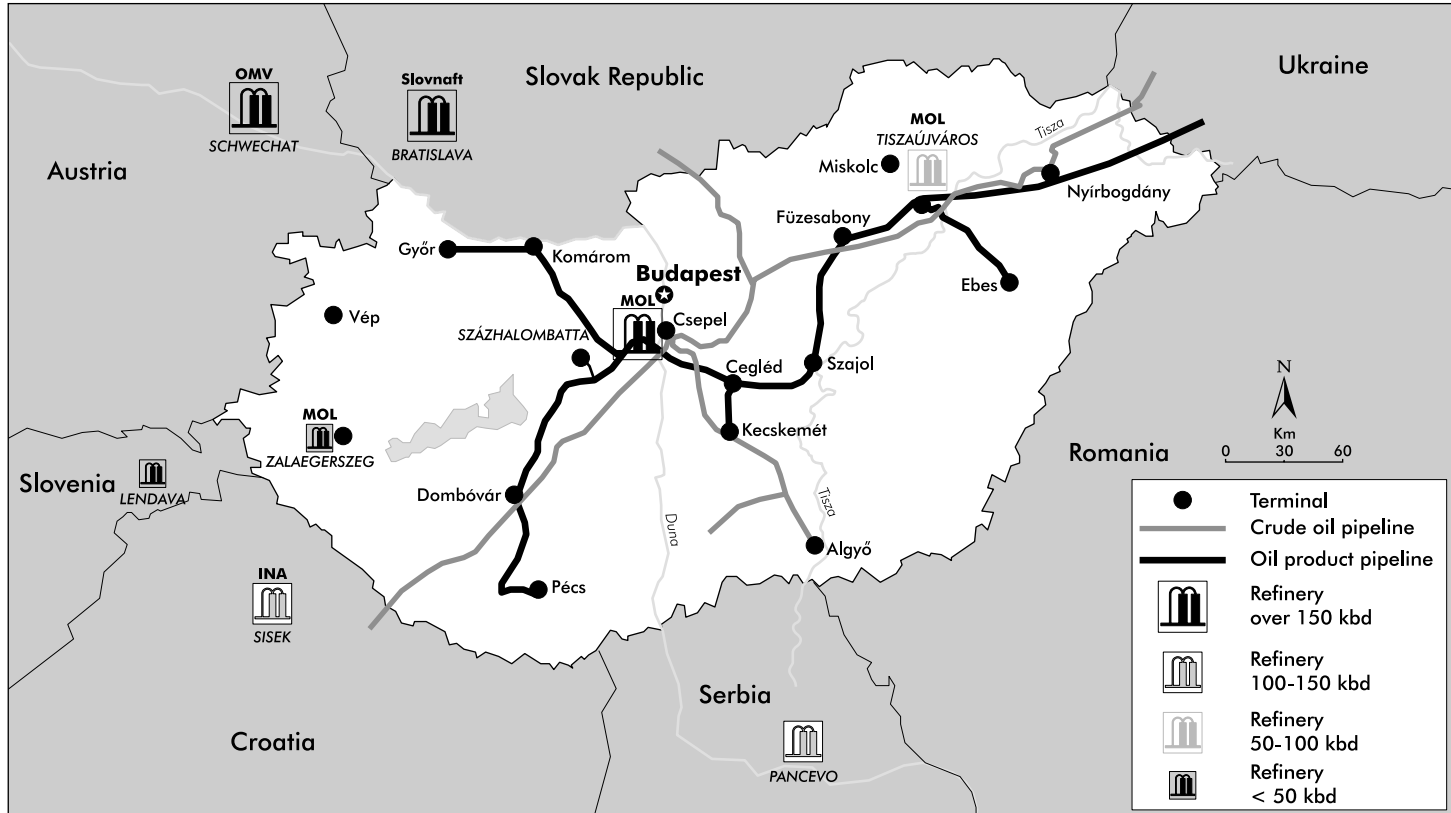 OMV
SCHWECHAT
Slovnaft
BRATISLAVA
Slovak Republic
Ukraine
Austria
MOL
TISZAÚJVÁROS
Tisza
Miskolc
Nyírbogdány
Füzesabony
Győr
Komárom
Budapest
Ebes
MOL
Csepel
Vép
SZÁZHALOMBATTA
Cegléd
Szajol
N
Km
0 30 60
Kecskemét
MOL
ZALAEGERSZEG
Romania
Slovenia
LENDAVA
Dombóvár
Tisza
Duna
Algyő
INA
SISEK
Pécs
Serbia
Croatia
PANCEVO
Terminal
Crude oil pipeline
Oil product pipeline
Refinery
over 150 kbd
Refinery
100-150 kbd
Refinery
50-100 kbd
Refinery
< 50 kbd